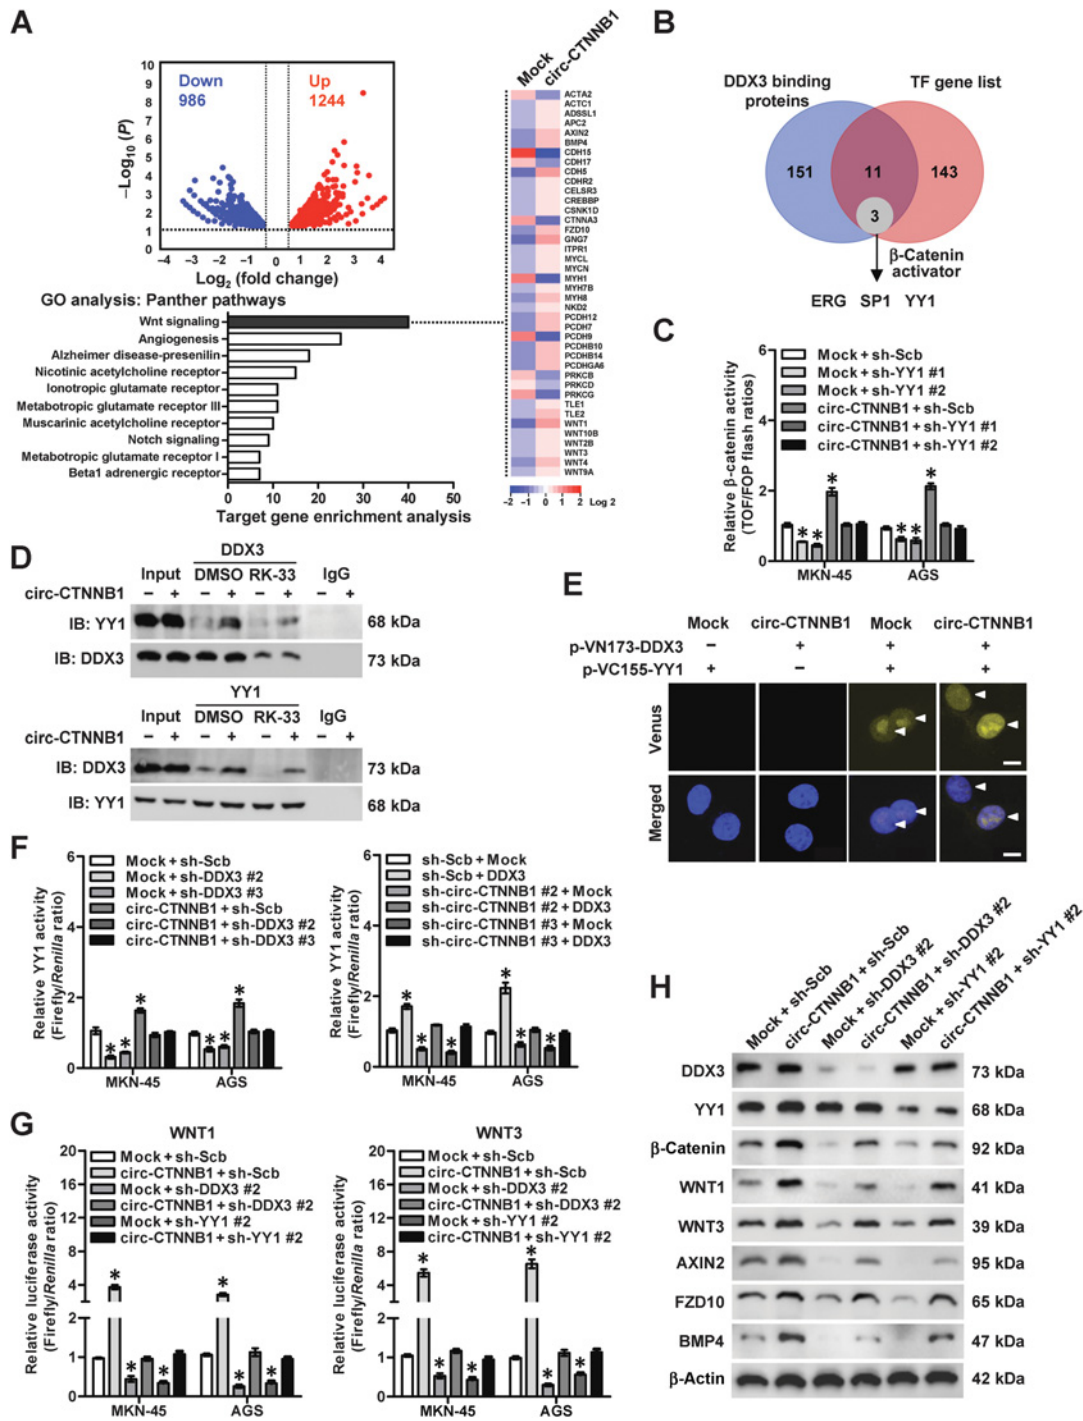 A
Down
986
Up
1244
–Log10 (P)
10
9
8
7
6
5
4
3
2
1
0
–4 –3 –2 –1 0 1 2 3 4
Log2 (fold change)
GO analysis: Panther pathways
Wnt signaling
Angiogenesis
Alzheimer disease-presenilin
Nicotinic acetylcholine receptor
Ionotropic glutamate receptor
Metabotropic glutamate receptor III
Muscarinic acetylcholine receptor
Notch signaling
Metabotropic glutamate receptor I
Beta1 adrenergic receptor
0 10 20 30 40 50
Target gene enrichment analysis
Mock
circ-CTNNB1
ACTA2
ACTC1
ADSSL1
APC2
AXIN2
BMP4
CDH15
CDH17
CDH5
CDHR2
CELSR3
CREBBP
CSNK1D
CTNNA3
FZD10
GNG7
ITPR1
MYCL
MYCN
MYH1
MYH7B
MYH8
NKD2
PCDH12
PCDH7
PCDH9
PCDHB10
PCDHB14
PCDHGA6
PRKCB
PRKCD
PRKCG
TLE1
TLE2
WNT1
WNT10B
WNT2B
WNT3
WNT4
WNT9A
–2 –1 0 1 2 Log 2
B
DDX3 binding
proteins
TF gene list
151 11 143
3
β-Catenin
activator
ERG SP1 YY1
C
Relative β-catenin activity
(TOF/FOP flash ratios)
6
4
2
0
Mock + sh-Scb
Mock + sh-YY1 #1
Mock + sh-YY1 #2
circ-CTNNB1 + sh-Scb
circ-CTNNB1 + sh-YY1 #1
circ-CTNNB1 + sh-YY1 #2
* * * * * *
MKN-45 AGS
D
DDX3
Input DMSO RK-33 IgG
circ-CTNNB1 – + – + – + – +
IB: YY1 68 kDa
IB: DDX3 73 kDa
YY1
Input DMSO RK-33 IgG
circ-CTNNB1 – + – + – + – +
IB: DDX3 73 kDa
IB: YY1 68 kDa
E
Mock circ-CTNNB1 Mock circ-CTNNB1
p-VN173-DDX3 – + + +
p-VC155-YY1 + – + +
Venus
Merged
F
Relative YY1 activity
(Firefly/Renilla ratio)
6
4
2
0
Mock + sh-Scb
Mock + sh-DDX3 #2
Mock + sh-DDX3 #3
circ-CTNNB1 + sh-Scb
circ-CTNNB1 + sh-DDX3 #2
circ-CTNNB1 + sh-DDX3 #3
* * * * * *
MKN-45 AGS
Relative YY1 activity
(Firefly/Renilla ratio)
6
4
2
0
sh-Scb + Mock
sh-Scb + DDX3
sh-circ-CTNNB1 #2 + Mock
sh-circ-CTNNB1 #2 + DDX3
sh-circ-CTNNB1 #3 + Mock
sh-circ-CTNNB1 #3 + DDX3
* * * * * *
MKN-45 AGS
G
WNT1
Relative luciferase activity
(Firefly/Renilla ratio)
20
16
12
8
4
2
1
0
Mock + sh-Scb
circ-CTNNB1 + sh-Scb
Mock + sh-DDX3 #2
circ-CTNNB1 + sh-DDX3 #2
Mock + sh-YY1 #2
circ-CTNNB1 + sh-YY1 #2
* * * * * *
MKN-45 AGS
WNT3
Relative luciferase activity
(Firefly/Renilla ratio)
20
16
12
8
4
2
1
0
Mock + sh-Scb
circ-CTNNB1 + sh-Scb
Mock + sh-DDX3 #2
circ-CTNNB1 + sh-DDX3 #2
Mock + sh-YY1 #2
circ-CTNNB1 + sh-YY1 #2
* * * * * *
MKN-45 AGS
H
Mock + sh-Scb
circ-CTNNB1 + sh-Scb
Mock + sh-DDX3 #2
circ-CTNNB1 + sh-DDX3 #2
Mock + sh-YY1 #2
circ-CTNNB1 + sh-YY1 #2
DDX3 73 kDa
YY1 68 kDa
β-Catenin 92 kDa
WNT1 41 kDa
WNT3 39 kDa
AXIN2 95 kDa
FZD10 65 kDa
BMP4 47 kDa
β-Actin 42 kDa